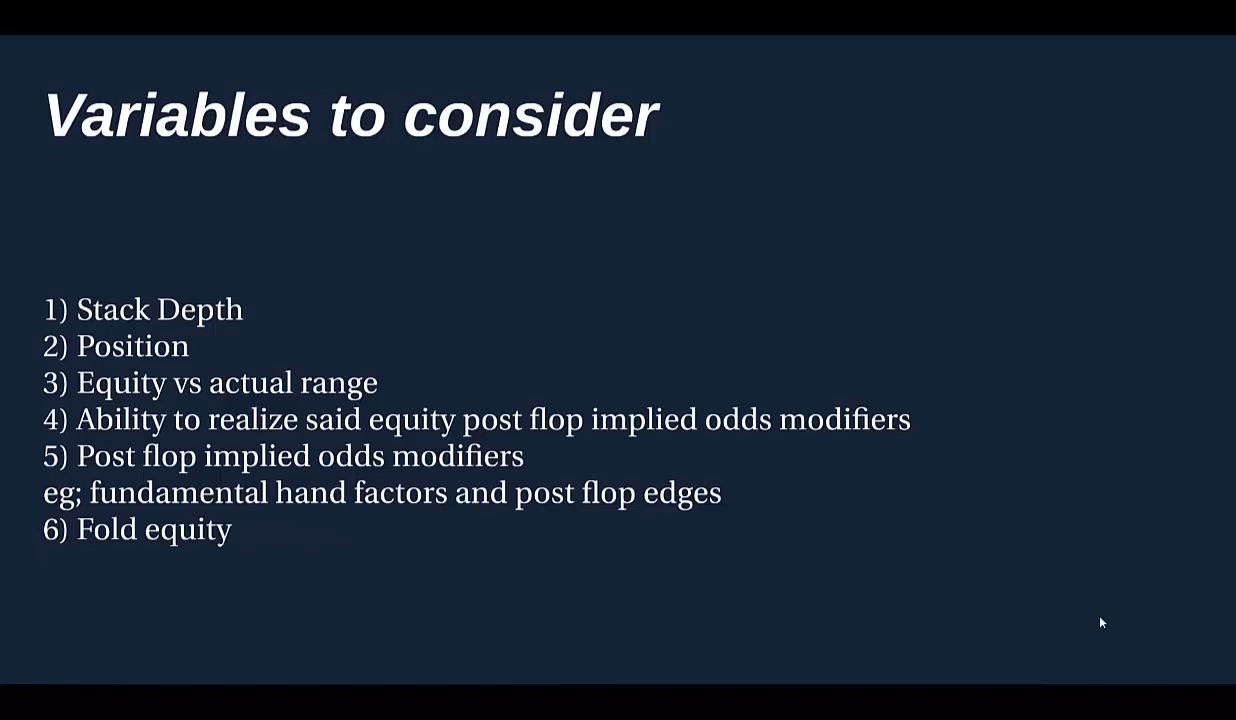 Variables to consider
1) Stack Depth
2) Position
3) Equity vs actual range
4) Ability to realize said equity post flop implied odds modifiers
5) Post flop implied odds modifiers
eg; fundamental hand factors and post flop edges
6) Fold equity